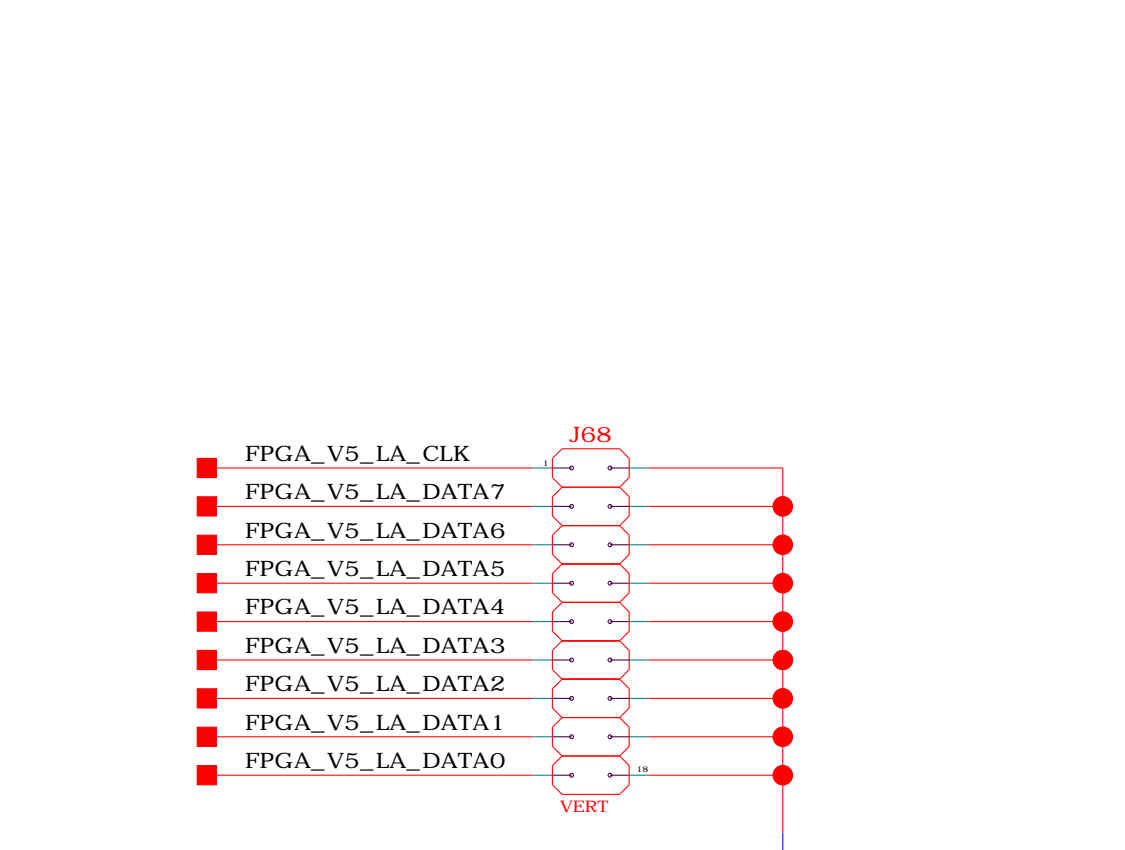 J68
FPGA_V5_LA_CLK
1
FPGA_V5_LA_DATA7
FPGA_V5_LA_DATA6
FPGA_V5_LA_DATA5
FPGA_V5_LA_DATA4
FPGA_V5_LA_DATA3
FPGA_V5_LA_DATA2
FPGA_V5_LA_DATA1
FPGA_V5_LA_DATA0
18
VERT